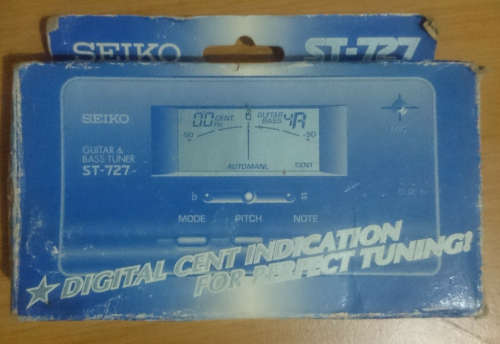 SEIKO ST-727
SEIKO
00 CENT GUITAR BASS 4A
-50 +50
AUTOMANL CENT
GUITAR &
BASS TUNER
ST-727
b #
MODE PITCH NOTE
DIGITAL CENT INDICATION
FOR PERFECT TUNING!